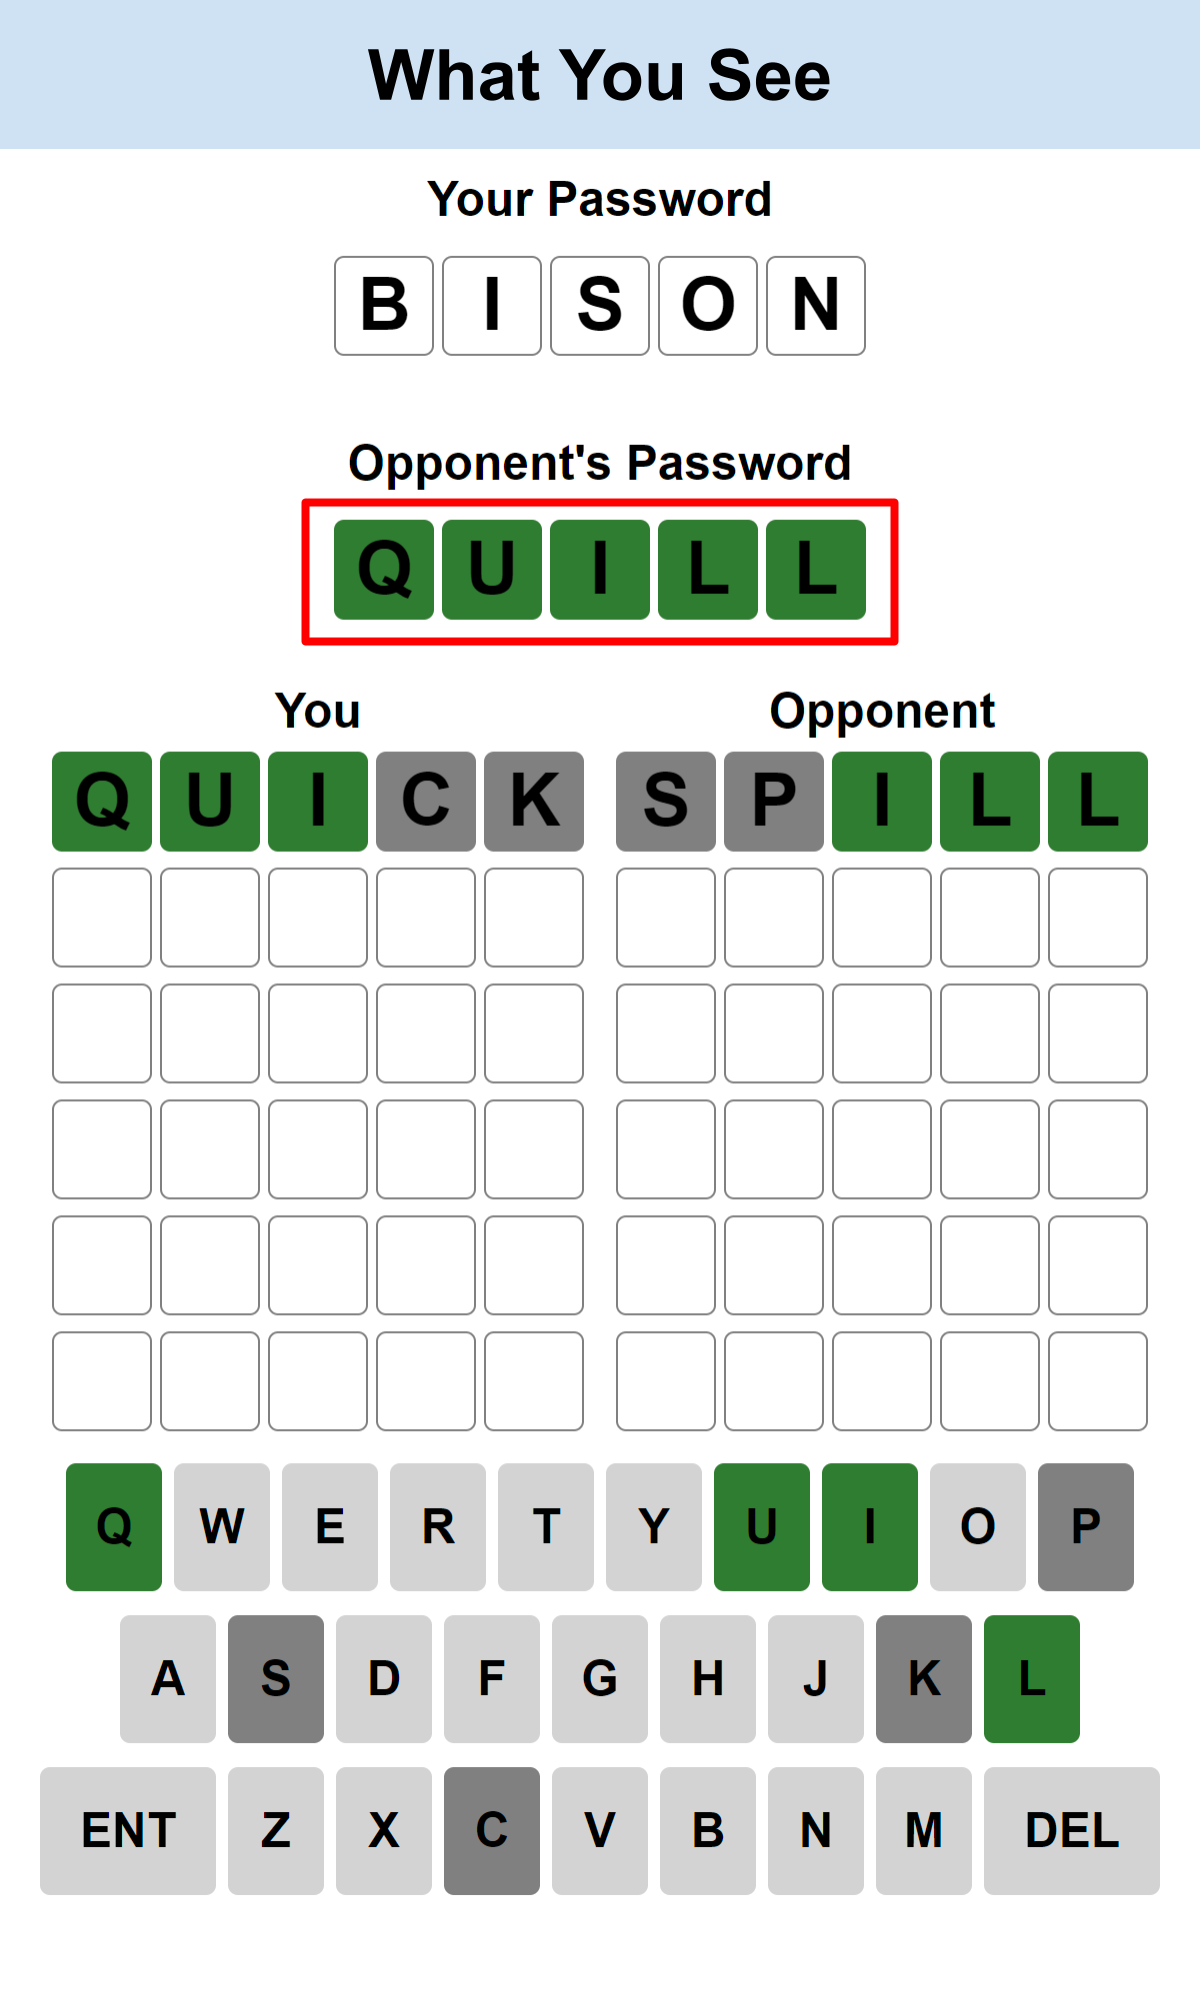 What You See
Your Password
B I S O N
Opponent's Password
Q U I L L
You Opponent
Q U I C K S P I L L
Q W E R T Y U I O P
A S D F G H J K L
ENT Z X C V B N M DEL